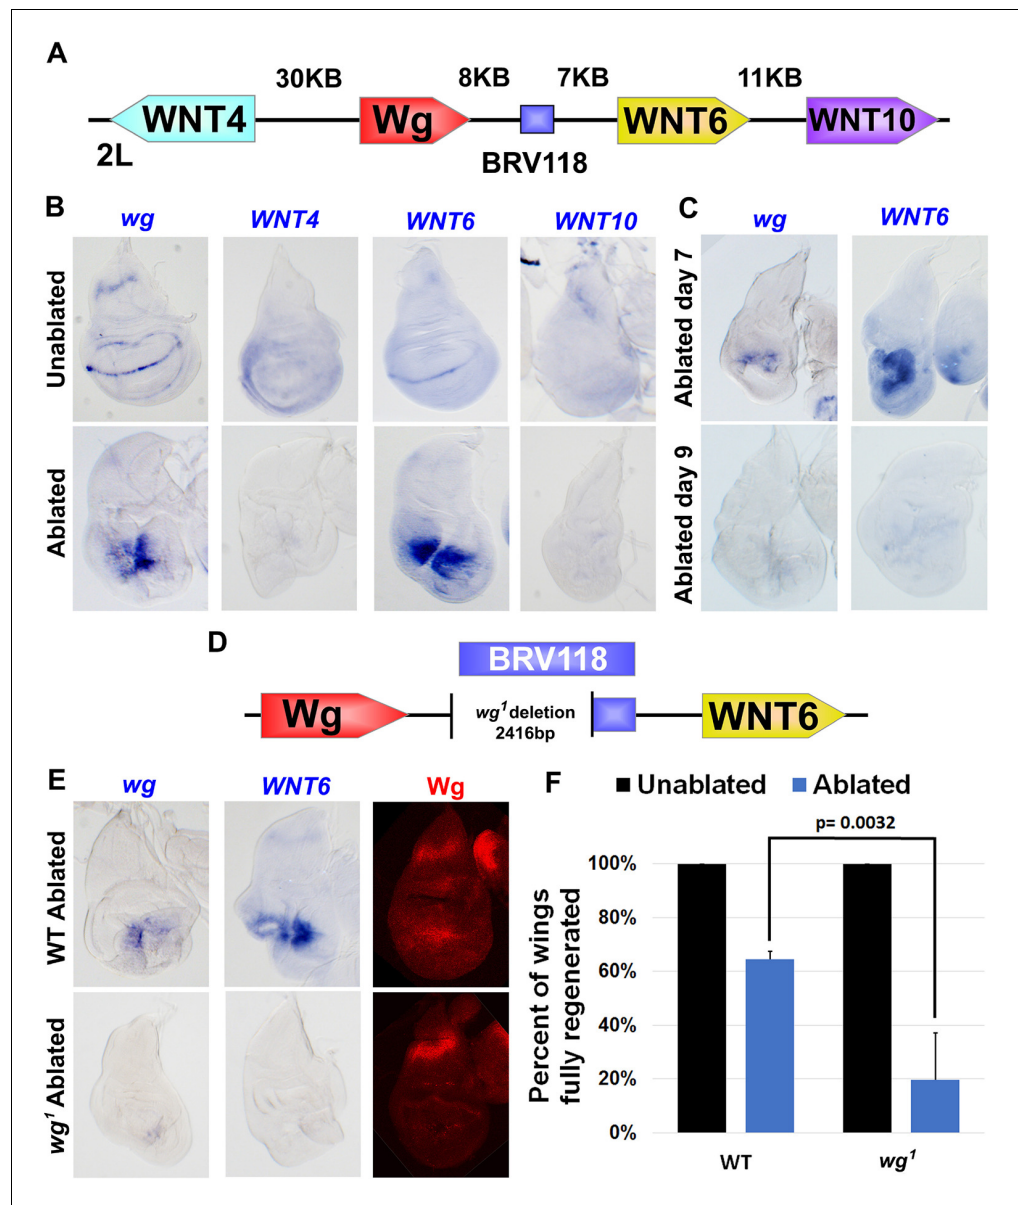 A
30KB 8KB 7KB 11KB
WNT4 Wg WNT6 WNT10
2L BRV118
B
wg WNT4 WNT6 WNT10
Unablated
Ablated
C
wg WNT6
Ablated day 7
Ablated day 9
D
BRV118
Wg wg¹ deletion WNT6
2416bp
E
wg WNT6 Wg
WT Ablated
wg¹ Ablated
F
Unablated Ablated
p= 0.0032
Percent of wings
fully regenerated
100%
80%
60%
40%
20%
0%
WT wg¹